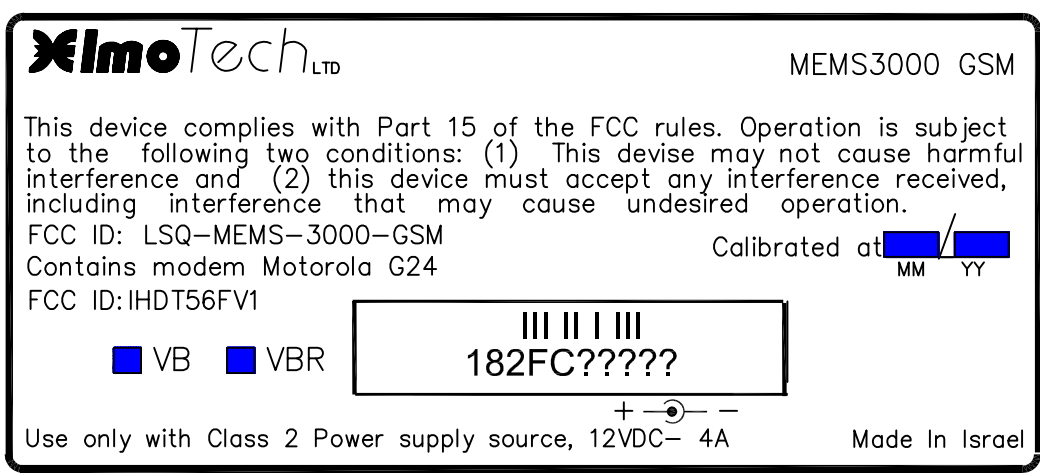 ElmoTech LTD
MEMS3000 GSM
This device complies with Part 15 of the FCC rules. Operation is subject
to the following two conditions: (1) This devise may not cause harmful
interference and (2) this device must accept any interference received,
including interference that may cause undesired operation.
FCC ID: LSQ-MEMS-3000-GSM
Calibrated at /
MM YY
Contains modem Motorola G24
FCC ID:IHDT56FV1
182FC?????
VB VBR
+ -
Use only with Class 2 Power supply source, 12VDC- 4A
Made In Israel